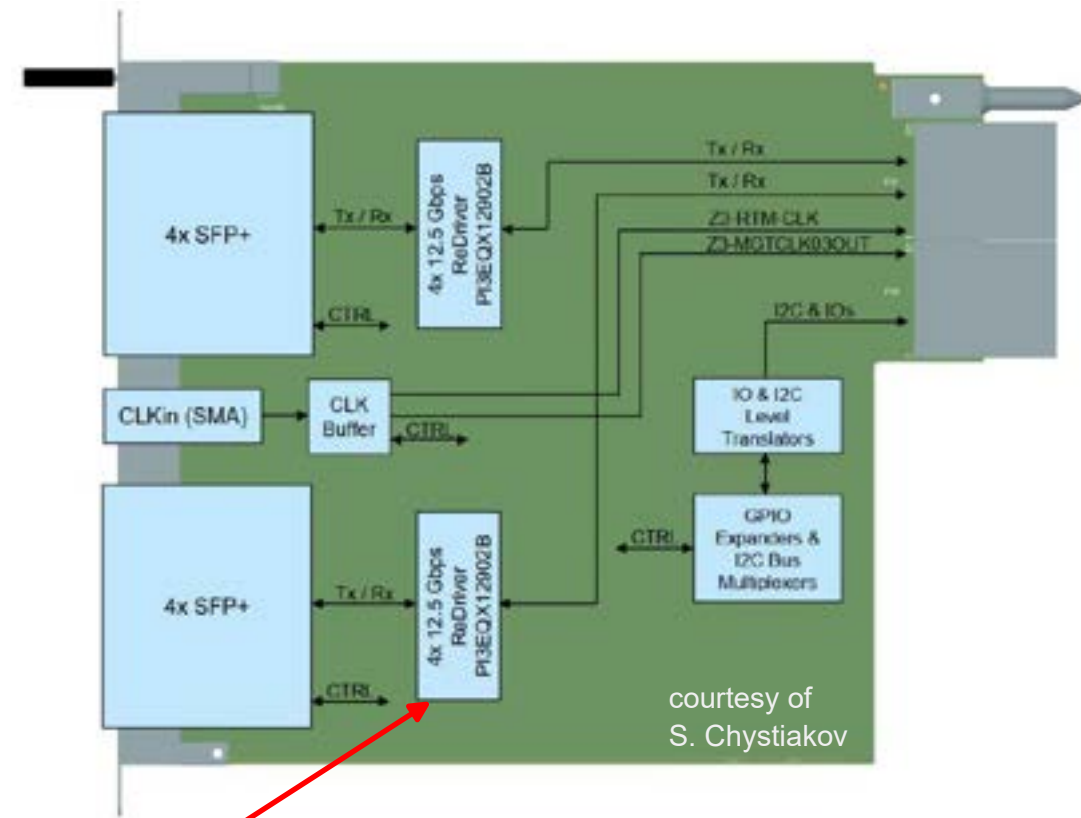 Tx / Rx
Tx / Rx
Z3-RTM-CLK
Z3-MGTCLK03OUT
I2C & IOs
4x SFP+
Tx / Rx
CTRL
4x 12.5 Gbps
ReDriver
PI3EQX12902B
CLKin (SMA)
CLK
Buffer
CTRL
IO & I2C
Level
Translators
GPIO
Expanders &
I2C Bus
Multiplexors
CTRL
4x SFP+
Tx / Rx
CTRL
4x 12.5 Gbps
ReDriver
PI3EQX12902B
courtesy of
S. Chystiakov